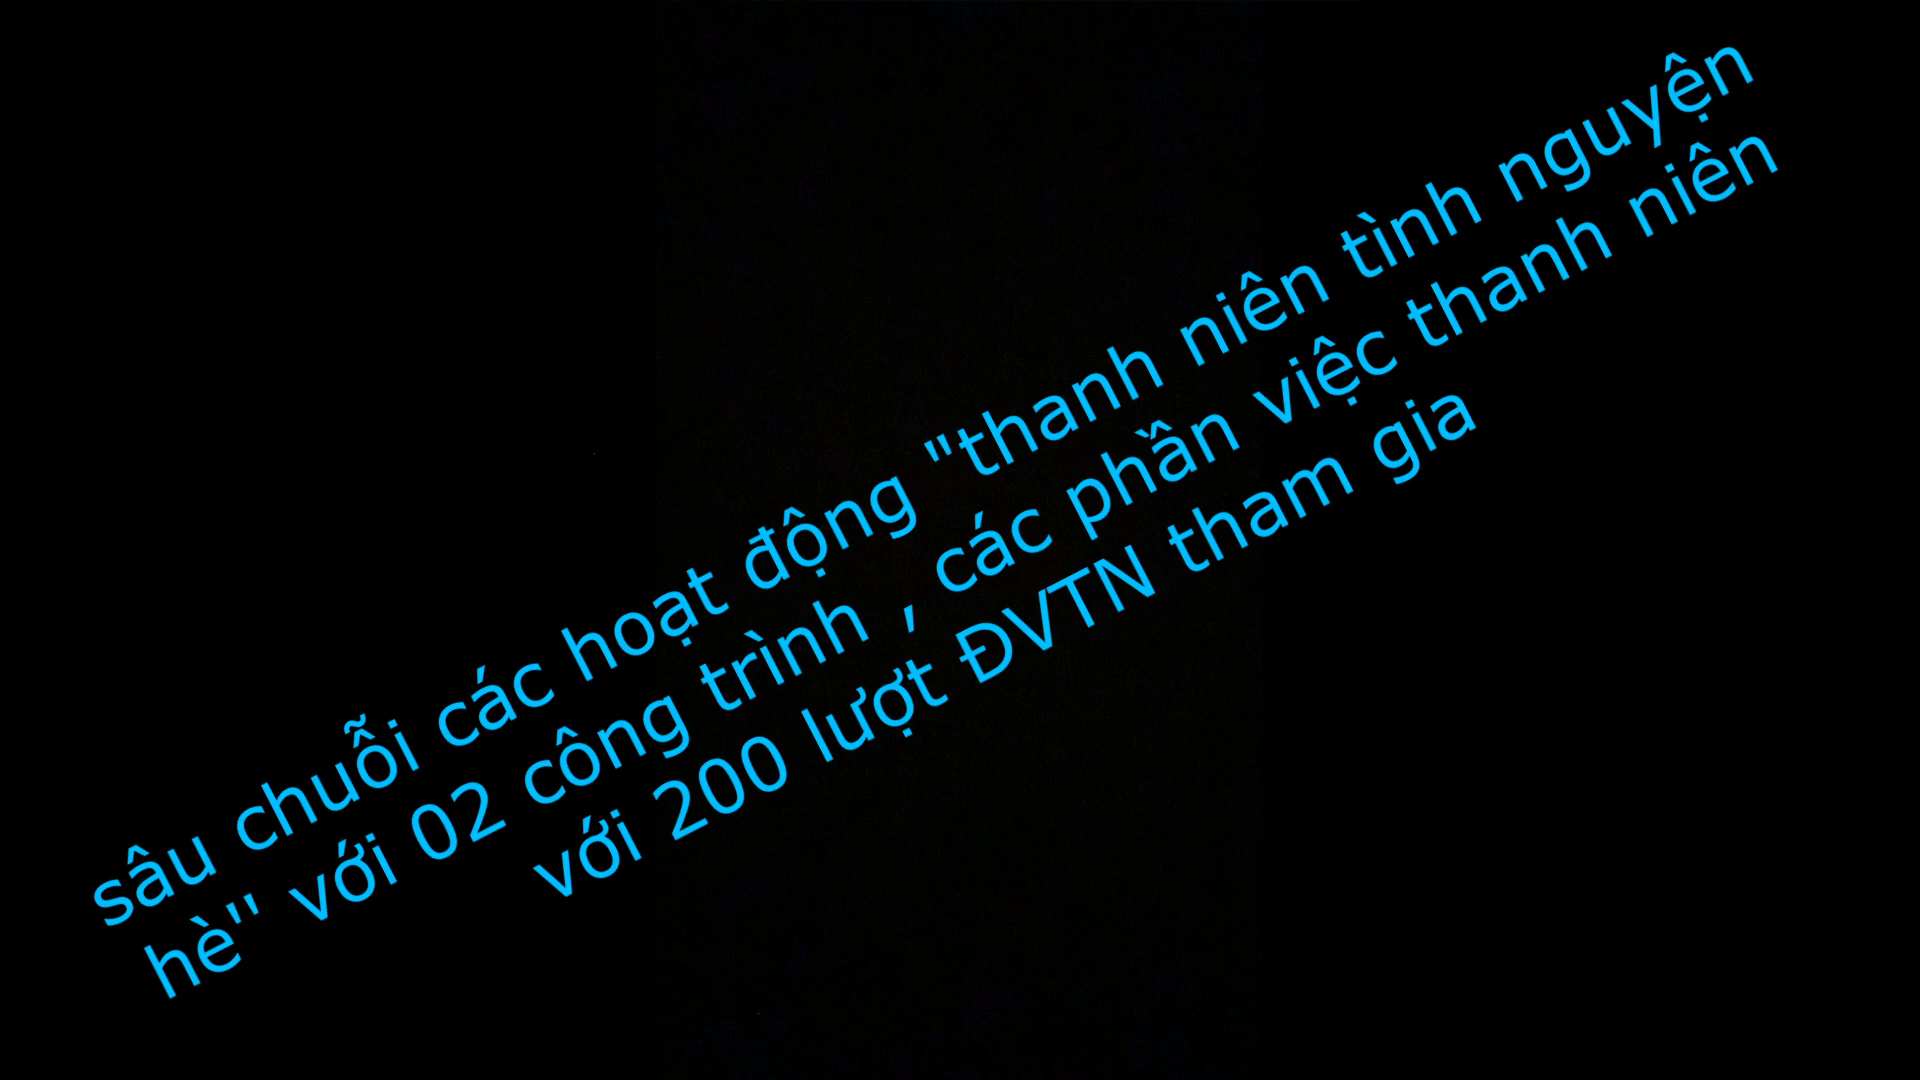 sâu chuỗi các hoạt động "thanh niên tình nguyện
hè" với 02 công trình , các phần việc thanh niên
với 200 lượt ĐVTN tham gia